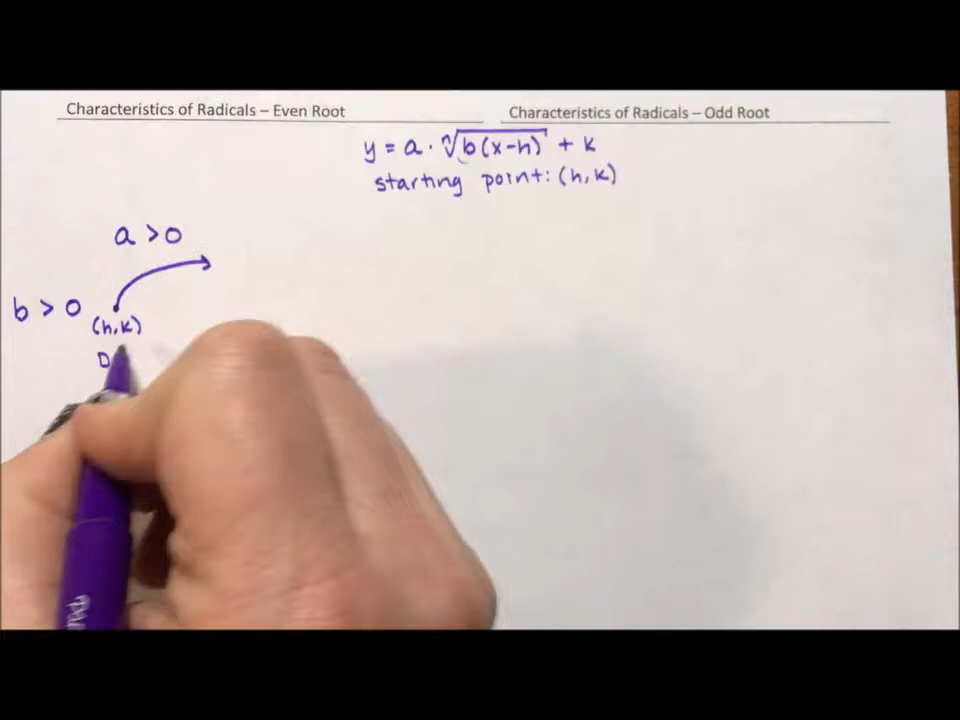 Characteristics of Radicals – Even Root
Characteristics of Radicals – Odd Root
y = a · ⁿ√b(x-h) + k
starting point: (h, k)
a > 0
b > 0
(h, k)
D